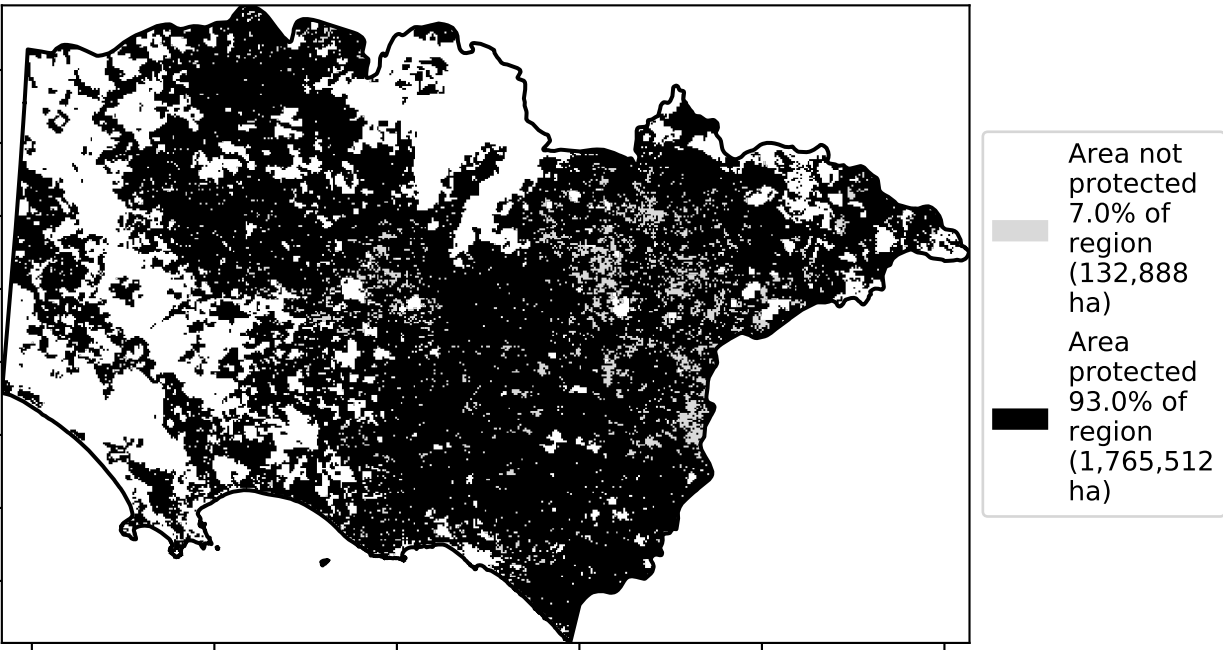 Area not
protected
7.0% of
region
(132,888
ha)
Area
protected
93.0% of
region
(1,765,512
ha)